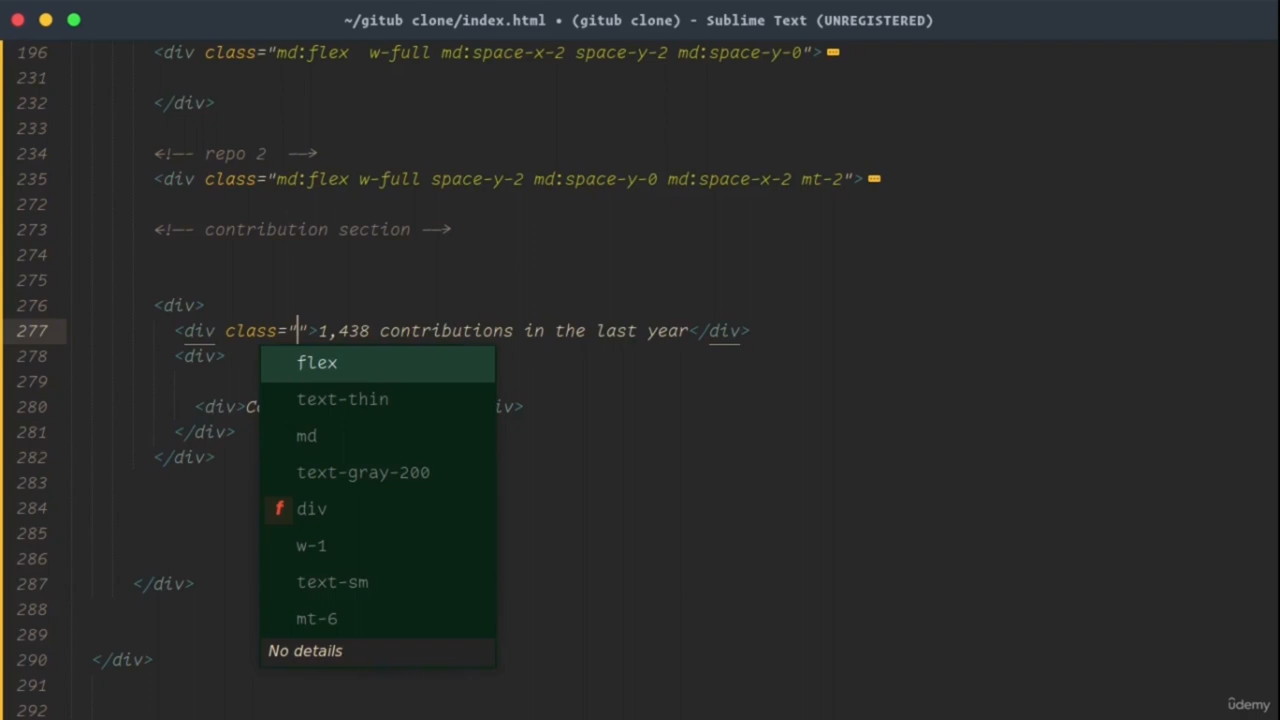 ~/gitub clone/index.html • (gitub clone) - Sublime Text (UNREGISTERED)
196 <div class="md:flex  w-full md:space-x-2 space-y-2 md:space-y-0">
231
232 </div>
233
234 <!-- repo 2  -->
235 <div class="md:flex w-full space-y-2 md:space-y-0 md:space-x-2 mt-2">
272
273 <!-- contribution section -->
274
275
276 <div>
277 <div class="">1,438 contributions in the last year</div>
278 <div>
flex
279
text-thin
280 <div>
281 </div>
md
282 </div>
text-gray-200
283
284
f div
285
w-1
286
287 </div>
text-sm
288
mt-6
289
No details
290 </div>
291
292
udemy